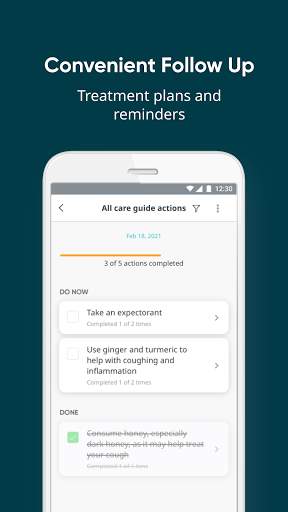 Convenient Follow Up
Treatment plans and
reminders
12:30
All care guide actions
Feb 18, 2021
3 of 5 actions completed
DO NOW
Take an expectorant
Completed 1 of 2 times
Use ginger and turmeric to
help with coughing and
inflammation
Completed 1 of 2 times
DONE
Consume honey, especially
dark honey, as it may help treat
your cough
Completed 1 of 1 time